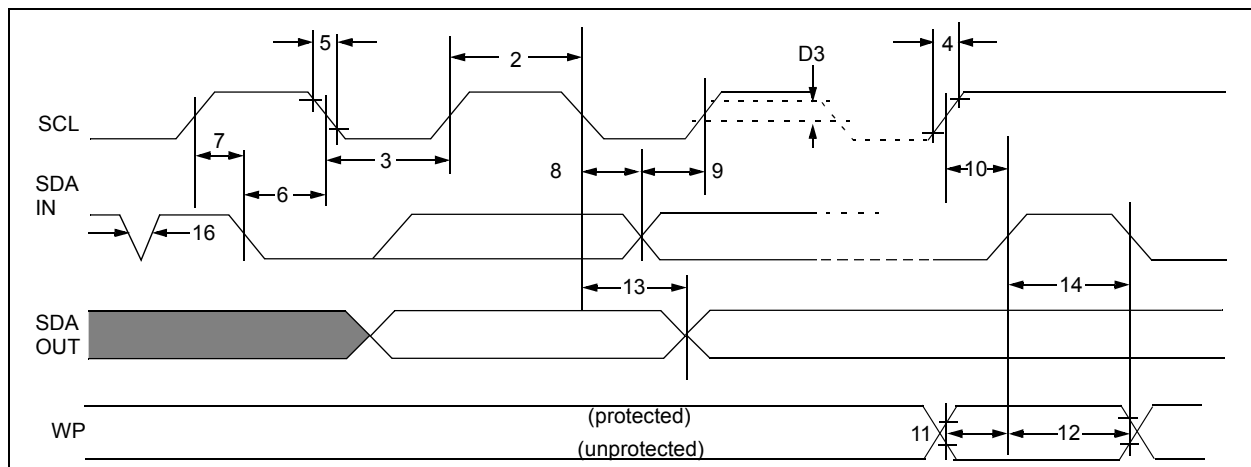 5
2
D3
4
SCL
7
3
8
9
10
SDA
IN
6
16
13
14
SDA
OUT
(protected)
WP
11
12
(unprotected)